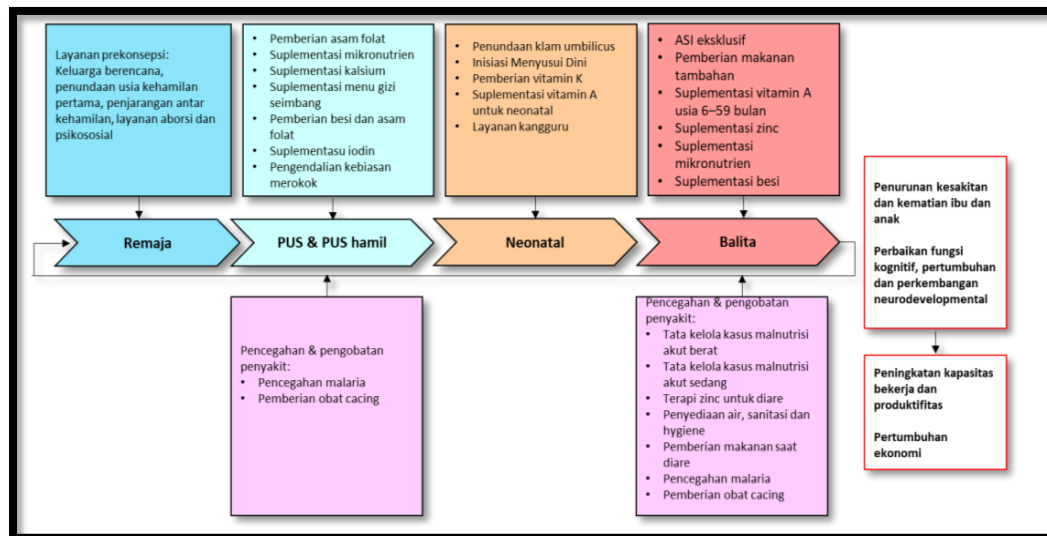 Layanan prekonsepsi:
Keluarga berencana,
penundaan usia kehamilan
pertama, penjarangan antar
kehamilan, layanan aborsi dan
psikososial
• Pemberian asam folat
• Suplementasi mikronutrien
• Suplementasi kalsium
• Suplementasi menu gizi
seimbang
• Pemberian besi dan asam
folat
• Suplementasu iodin
• Pengendalian kebiasan
merokok
• Penundaan klam umbilicus
• Inisiasi Menyusui Dini
• Pemberian vitamin K
• Suplementasi vitamin A
untuk neonatal
• Layanan kangguru
• ASI eksklusif
• Pemberian makanan
tambahan
• Suplementasi vitamin A
usia 6–59 bulan
• Suplementasi zinc
• Suplementasi
mikronutrien
• Suplementasi besi
Remaja
PUS & PUS hamil
Neonatal
Balita
Pencegahan & pengobatan
penyakit:
• Pencegahan malaria
• Pemberian obat cacing
Pencegahan & pengobatan
penyakit:
• Tata kelola kasus malnutrisi
akut berat
• Tata kelola kasus malnutrisi
akut sedang
• Terapi zinc untuk diare
• Penyediaan air, sanitasi dan
hygiene
• Pemberian makanan saat
diare
• Pencegahan malaria
• Pemberian obat cacing
Penurunan kesakitan
dan kematian ibu dan
anak
Perbaikan fungsi
kognitif, pertumbuhan
dan perkembangan
neurodevelopmental
Peningkatan kapasitas
bekerja dan
produktifitas
Pertumbuhan
ekonomi